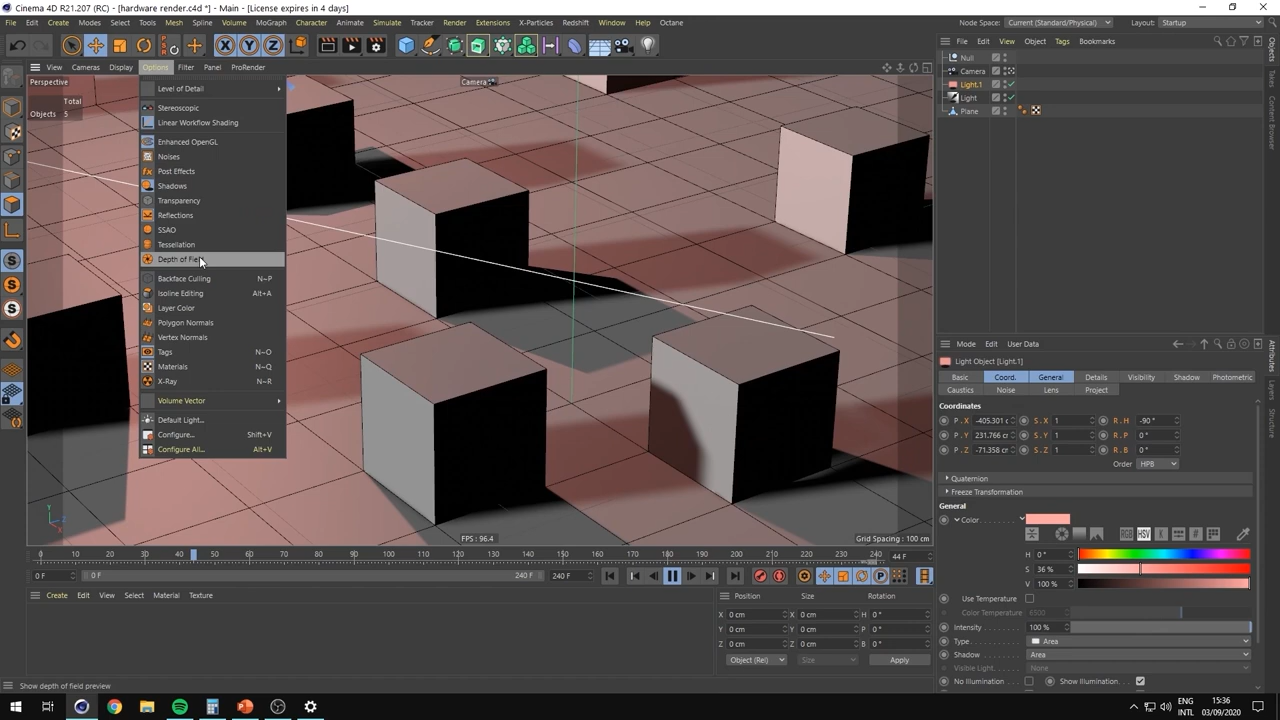 Cinema 4D R21.207 (RC) - [hardware render.c4d *] - Main - [License expires in 4 days]
File Edit Create Modes Select Tools Mesh Spline Volume MoGraph Character Animate Simulate Tracker Render Extensions X-Particles Redshift Window Help Octane
Node Space: Current (Standard/Physical) Layout: Startup
View Cameras Display Options Filter Panel ProRender
File Edit View Object Tags Bookmarks
Perspective
Camera
Total
Objects 5
Level of Detail
Stereoscopic
Linear Workflow Shading
Enhanced OpenGL
Noises
Post Effects
Shadows
Transparency
Reflections
SSAO
Tessellation
Depth of Fiel
Backface Culling N~P
Isoline Editing Alt+A
Layer Color
Polygon Normals
Vertex Normals
Tags N~O
Materials N~Q
X-Ray N~R
Volume Vector
Default Light...
Configure... Shift+V
Configure All... Alt+V
Null
Camera
Light.1
Light
Plane
Objects
Content Browser
Attributes
Layers
Structure
Mode Edit User Data
Light Object [Light.1]
Basic Coord. General Details Visibility Shadow Photometric
Caustics Noise Lens Project
Coordinates
P . X -405.301 c S . X 1 R . H -90 °
P . Y 231.766 cr S . Y 1 R . P 0 °
P . Z -71.358 cm S . Z 1 R . B 0 °
Order HPB
Quaternion
Freeze Transformation
General
Color
RGB HSV K
H 0 °
S 36 %
V 100 %
Use Temperature
Color Temperature 6500
Intensity 100 %
Type Area
Shadow Area
Visible Light None
No Illumination Show Illumination
FPS : 96.4
Grid Spacing : 100 cm
0 10 20 30 40 50 60 70 80 90 100 110 120 130 140 150 160 170 180 190 200 210 220 230 240
44 F
0 F 0 F 240 F 240 F
Create Edit View Select Material Texture
Position Size Rotation
X 0 cm X 0 cm H 0 °
Y 0 cm Y 0 cm P 0 °
Z 0 cm Z 0 cm B 0 °
Object (Rel) Size Apply
Show depth of field preview
ENG
INTL
15:36
03/09/2020